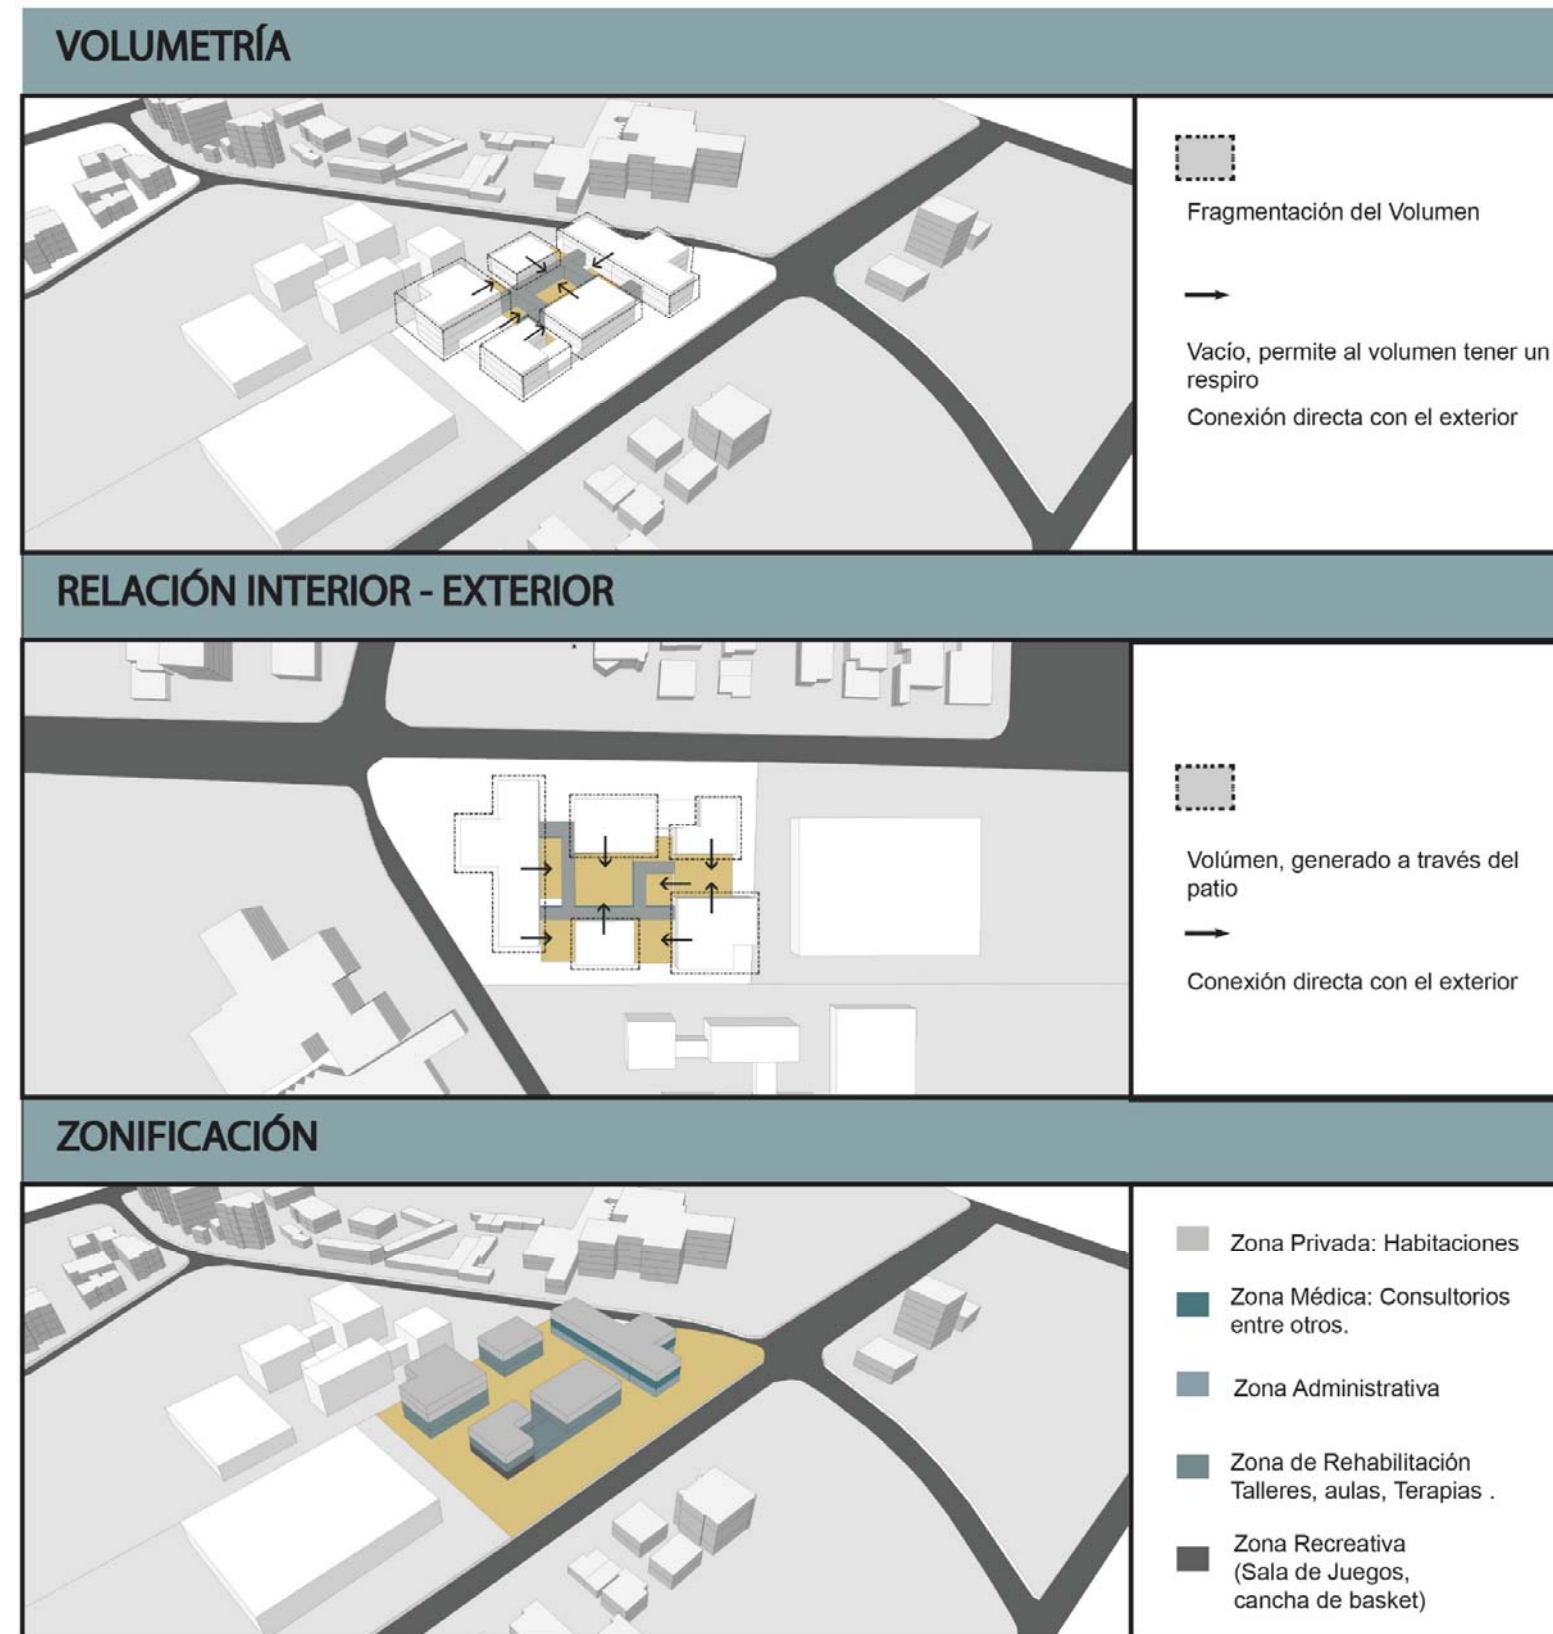 VOLUMETRÍA
Fragmentación del Volumen
Vacío, permite al volumen tener un
respiro
Conexión directa con el exterior
RELACIÓN INTERIOR - EXTERIOR
Volúmen, generado a través del
patio
Conexión directa con el exterior
ZONIFICACIÓN
Zona Privada: Habitaciones
Zona Médica: Consultorios
entre otros.
Zona Administrativa
Zona de Rehabilitación
Talleres, aulas, Terapias .
Zona Recreativa
(Sala de Juegos,
cancha de basket)